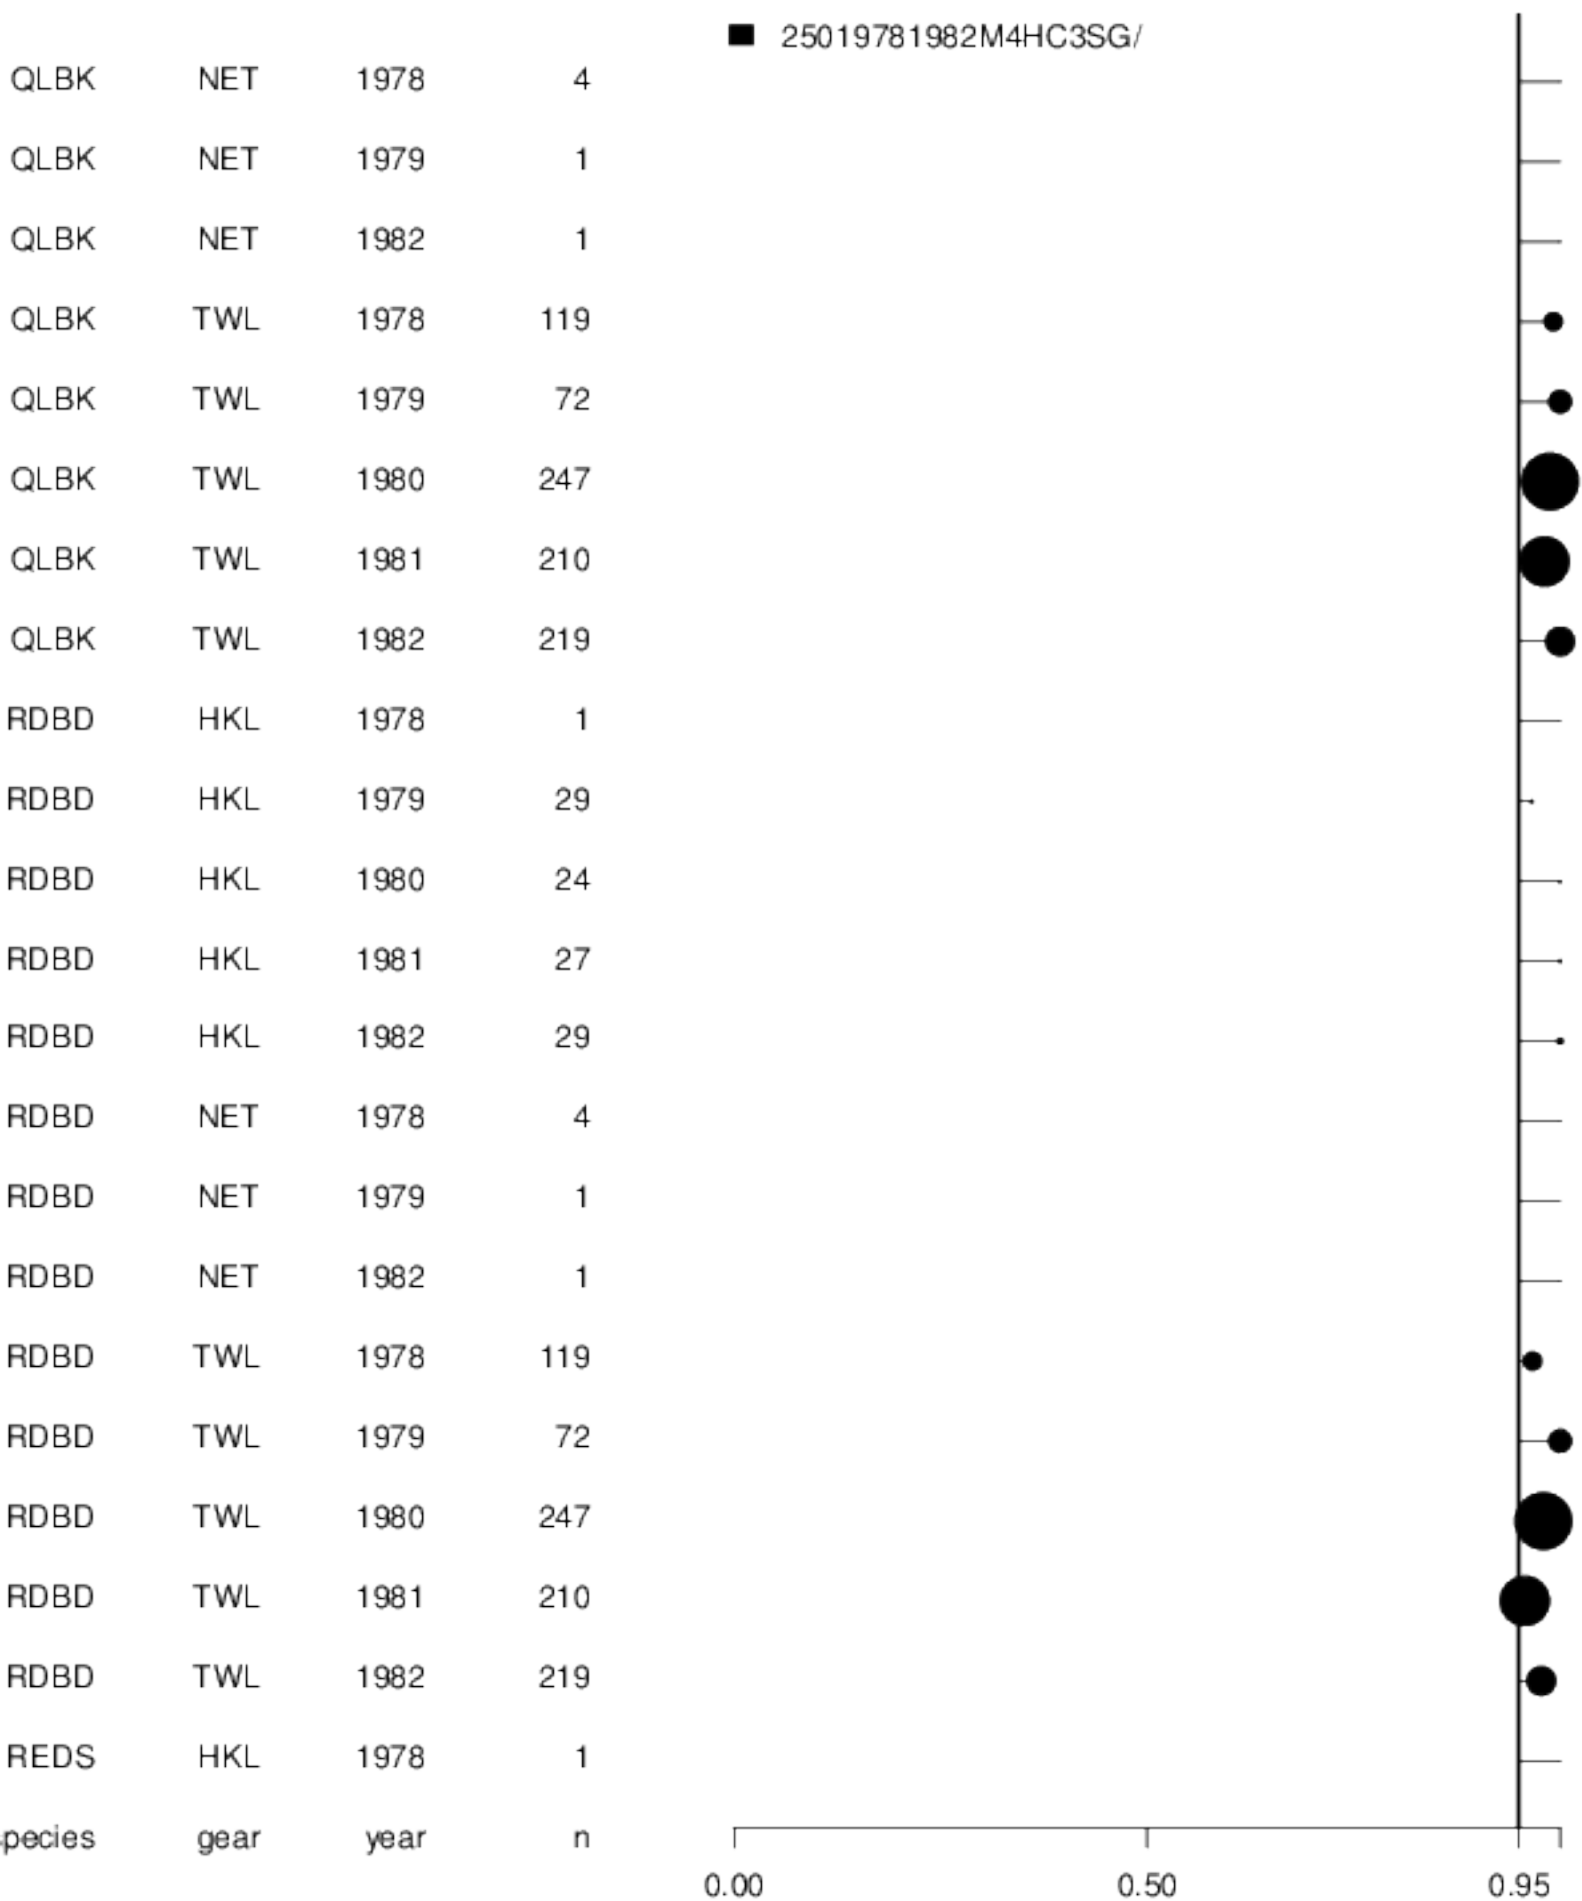 25019781982M4HC3SG/
QLBK NET 1978 4
QLBK NET 1979 1
QLBK NET 1982 1
QLBK TWL 1978 119
QLBK TWL 1979 72
QLBK TWL 1980 247
QLBK TWL 1981 210
QLBK TWL 1982 219
RDBD HKL 1978 1
RDBD HKL 1979 29
RDBD HKL 1980 24
RDBD HKL 1981 27
RDBD HKL 1982 29
RDBD NET 1978 4
RDBD NET 1979 1
RDBD NET 1982 1
RDBD TWL 1978 119
RDBD TWL 1979 72
RDBD TWL 1980 247
RDBD TWL 1981 210
RDBD TWL 1982 219
REDS HKL 1978 1
pecies gear year n
0.00 0.50 0.95